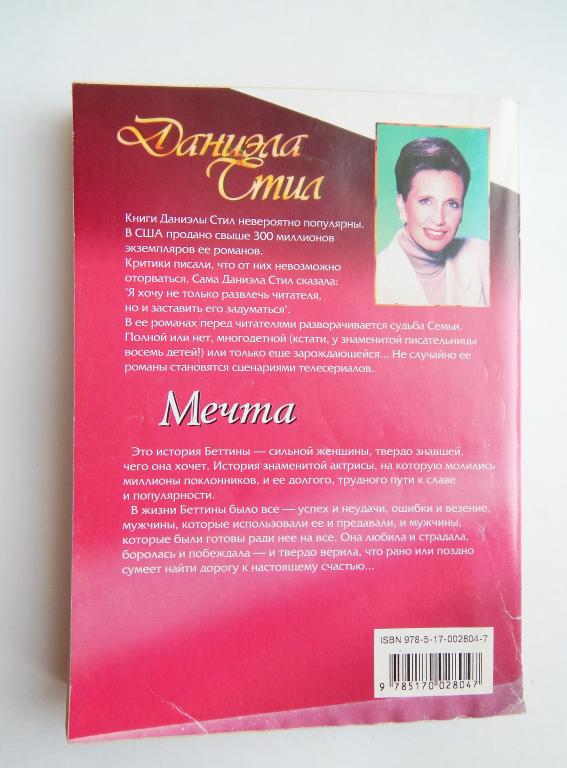 Даниэла
Стил
Книги Даниэлы Стил невероятно популярны.
В США продано свыше 300 миллионов
экземпляров ее романов.
Критики писали, что от них невозможно
оторваться. Сама Даниэла Стил сказала:
"Я хочу не только развлечь читателя,
но и заставить его задуматься".
В ее романах перед читателями разворачивается судьба Семьи.
Полной или нет, многодетной (кстати, у знаменитой писательницы
восемь детей!) или только еще зарождающейся... Не случайно ее
романы становятся сценариями телесериалов.
Мечта
Это история Беттины — сильной женщины, твердо знавшей,
чего она хочет. История знаменитой актрисы, на которую молились
миллионы поклонников, и ее долгого, трудного пути к славе
и популярности.
В жизни Беттины было все — успех и неудачи, ошибки и везение,
мужчины, которые использовали ее и предавали, и мужчины,
которые были готовы ради нее на все. Она любила и страдала,
боролась и побеждала — и твердо верила, что рано или поздно
сумеет найти дорогу к настоящему счастью...
ISBN 978-5-17-002804-7
9 785170 028047